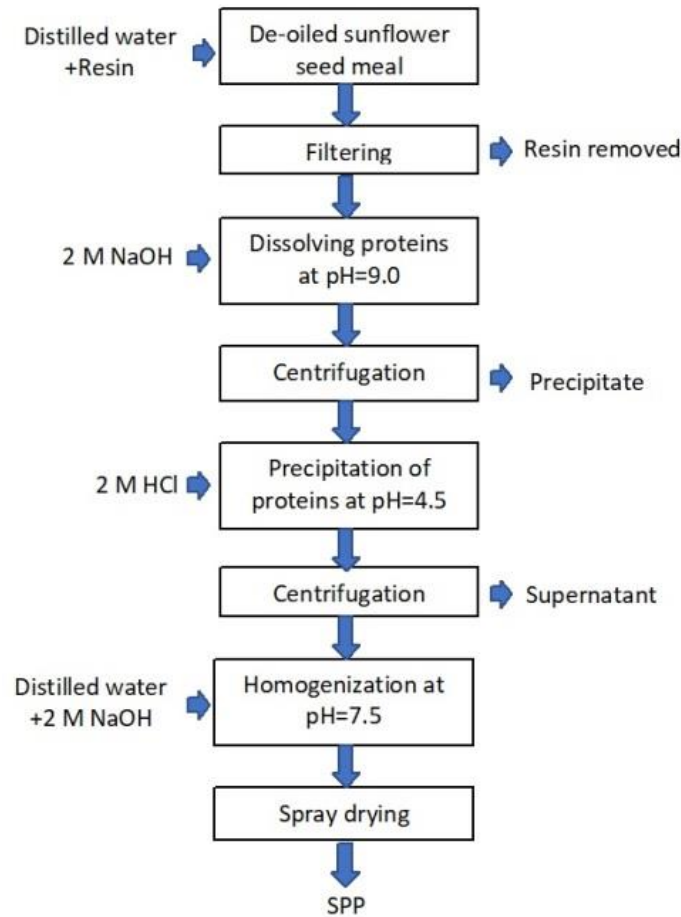 Distilled water
+Resin
De-oiled sunflower
seed meal
Filtering
Resin removed
2 M NaOH
Dissolving proteins
at pH=9.0
Centrifugation
Precipitate
2 M HCl
Precipitation of
proteins at pH=4.5
Centrifugation
Supernatant
Distilled water
+2 M NaOH
Homogenization at
pH=7.5
Spray drying
SPP